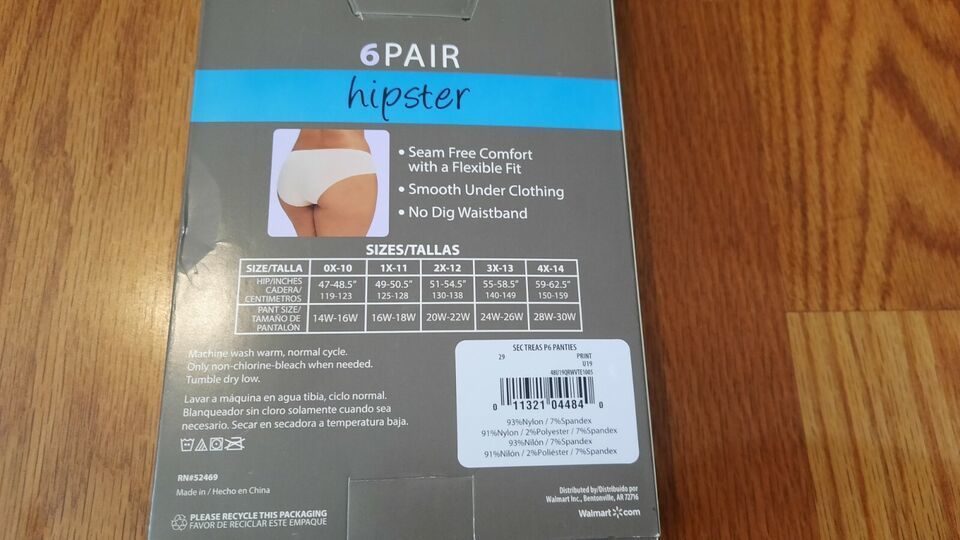 6PAIR
hipster
• Seam Free Comfort
with a Flexible Fit
• Smooth Under Clothing
• No Dig Waistband
SIZES/TALLAS
SIZE/TALLA 0X-10 1X-11 2X-12 3X-13 4X-14
HIP/INCHES 47-48.5" 49-50.5" 51-54.5" 55-58.5" 59-62.5"
CADERA/
CENTIMETROS 119-123 125-128 130-138 140-149 150-159
PANT SIZE/
TAMAÑO DE
PANTALÓN 14W-16W 16W-18W 20W-22W 24W-26W 28W-30W
Machine wash warm, normal cycle.
Only non-chlorine-bleach when needed.
Tumble dry low.
Lavar a máquina en agua tibia, ciclo normal.
Blanqueador sin cloro solamente cuando sea
necesario. Secar en secadora a temperatura baja.
RN#52469
Made in / Hecho en China
PLEASE RECYCLE THIS PACKAGING
FAVOR DE RECICLAR ESTE EMPAQUE
SEC TREAS P6 PANTIES
29 PRINT
U19
48U19QRWVTE1005
0 11321 04484 0
93%Nylon / 7%Spandex
91%Nylon / 2%Polyester / 7%Spandex
93%Nilón / 7%Spandex
91%Nilón / 2%Poliéster / 7%Spandex
Distributed by/Distribuido por
Walmart Inc., Bentonville, AR 72716
Walmart.com